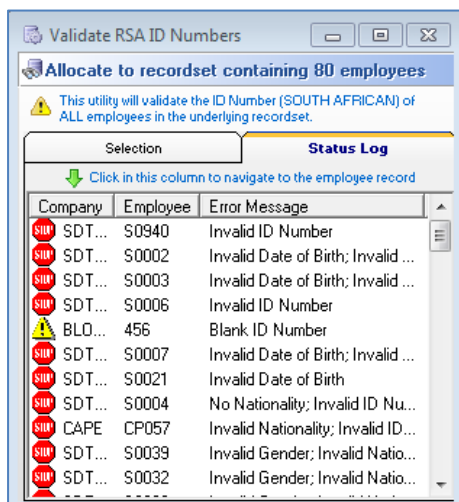 Validate RSA ID Numbers
Allocate to recordset containing 80 employees
This utility will validate the ID Number (SOUTH AFRICAN) of
ALL employees in the underlying recordset.
Selection Status Log
Click in this column to navigate to the employee record
Company Employee Error Message
STOP SDT... S0940 Invalid ID Number
STOP SDT... S0002 Invalid Date of Birth; Invalid ...
STOP SDT... S0003 Invalid Date of Birth; Invalid ...
STOP SDT... S0006 Invalid ID Number
BLO... 456 Blank ID Number
STOP SDT... S0007 Invalid Date of Birth; Invalid ...
STOP SDT... S0021 Invalid Date of Birth
STOP SDT... S0004 No Nationality; Invalid ID Nu...
STOP CAPE CP057 Invalid Nationality; Invalid ID...
STOP SDT... S0039 Invalid Gender; Invalid Natio...
STOP SDT... S0032 Invalid Gender; Invalid Natio...